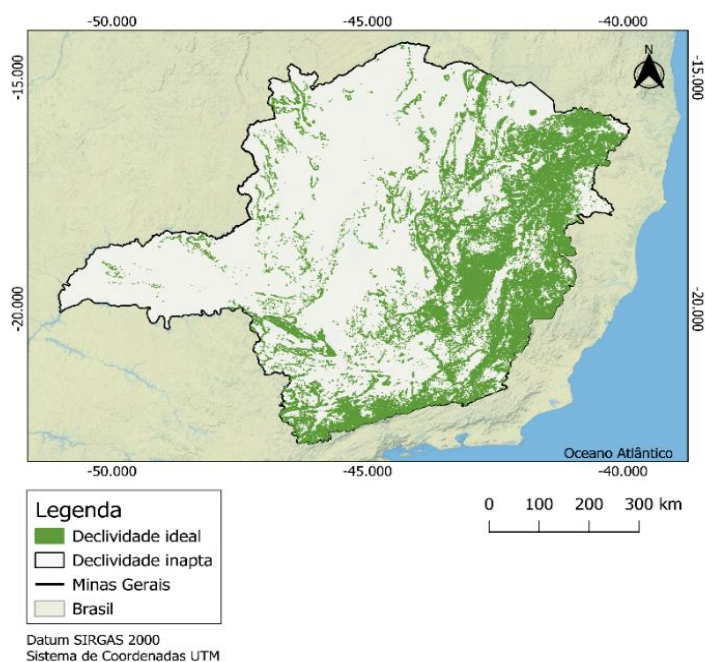 -50.000 -45.000 -40.000
-15.000
-15.000
N
-20.000
-20.000
Oceano Atlântico
-50.000 -45.000 -40.000
Legenda
Declividade ideal
Declividade inapta
Minas Gerais
Brasil
0 100 200 300 km
Datum SIRGAS 2000
Sistema de Coordenadas UTM